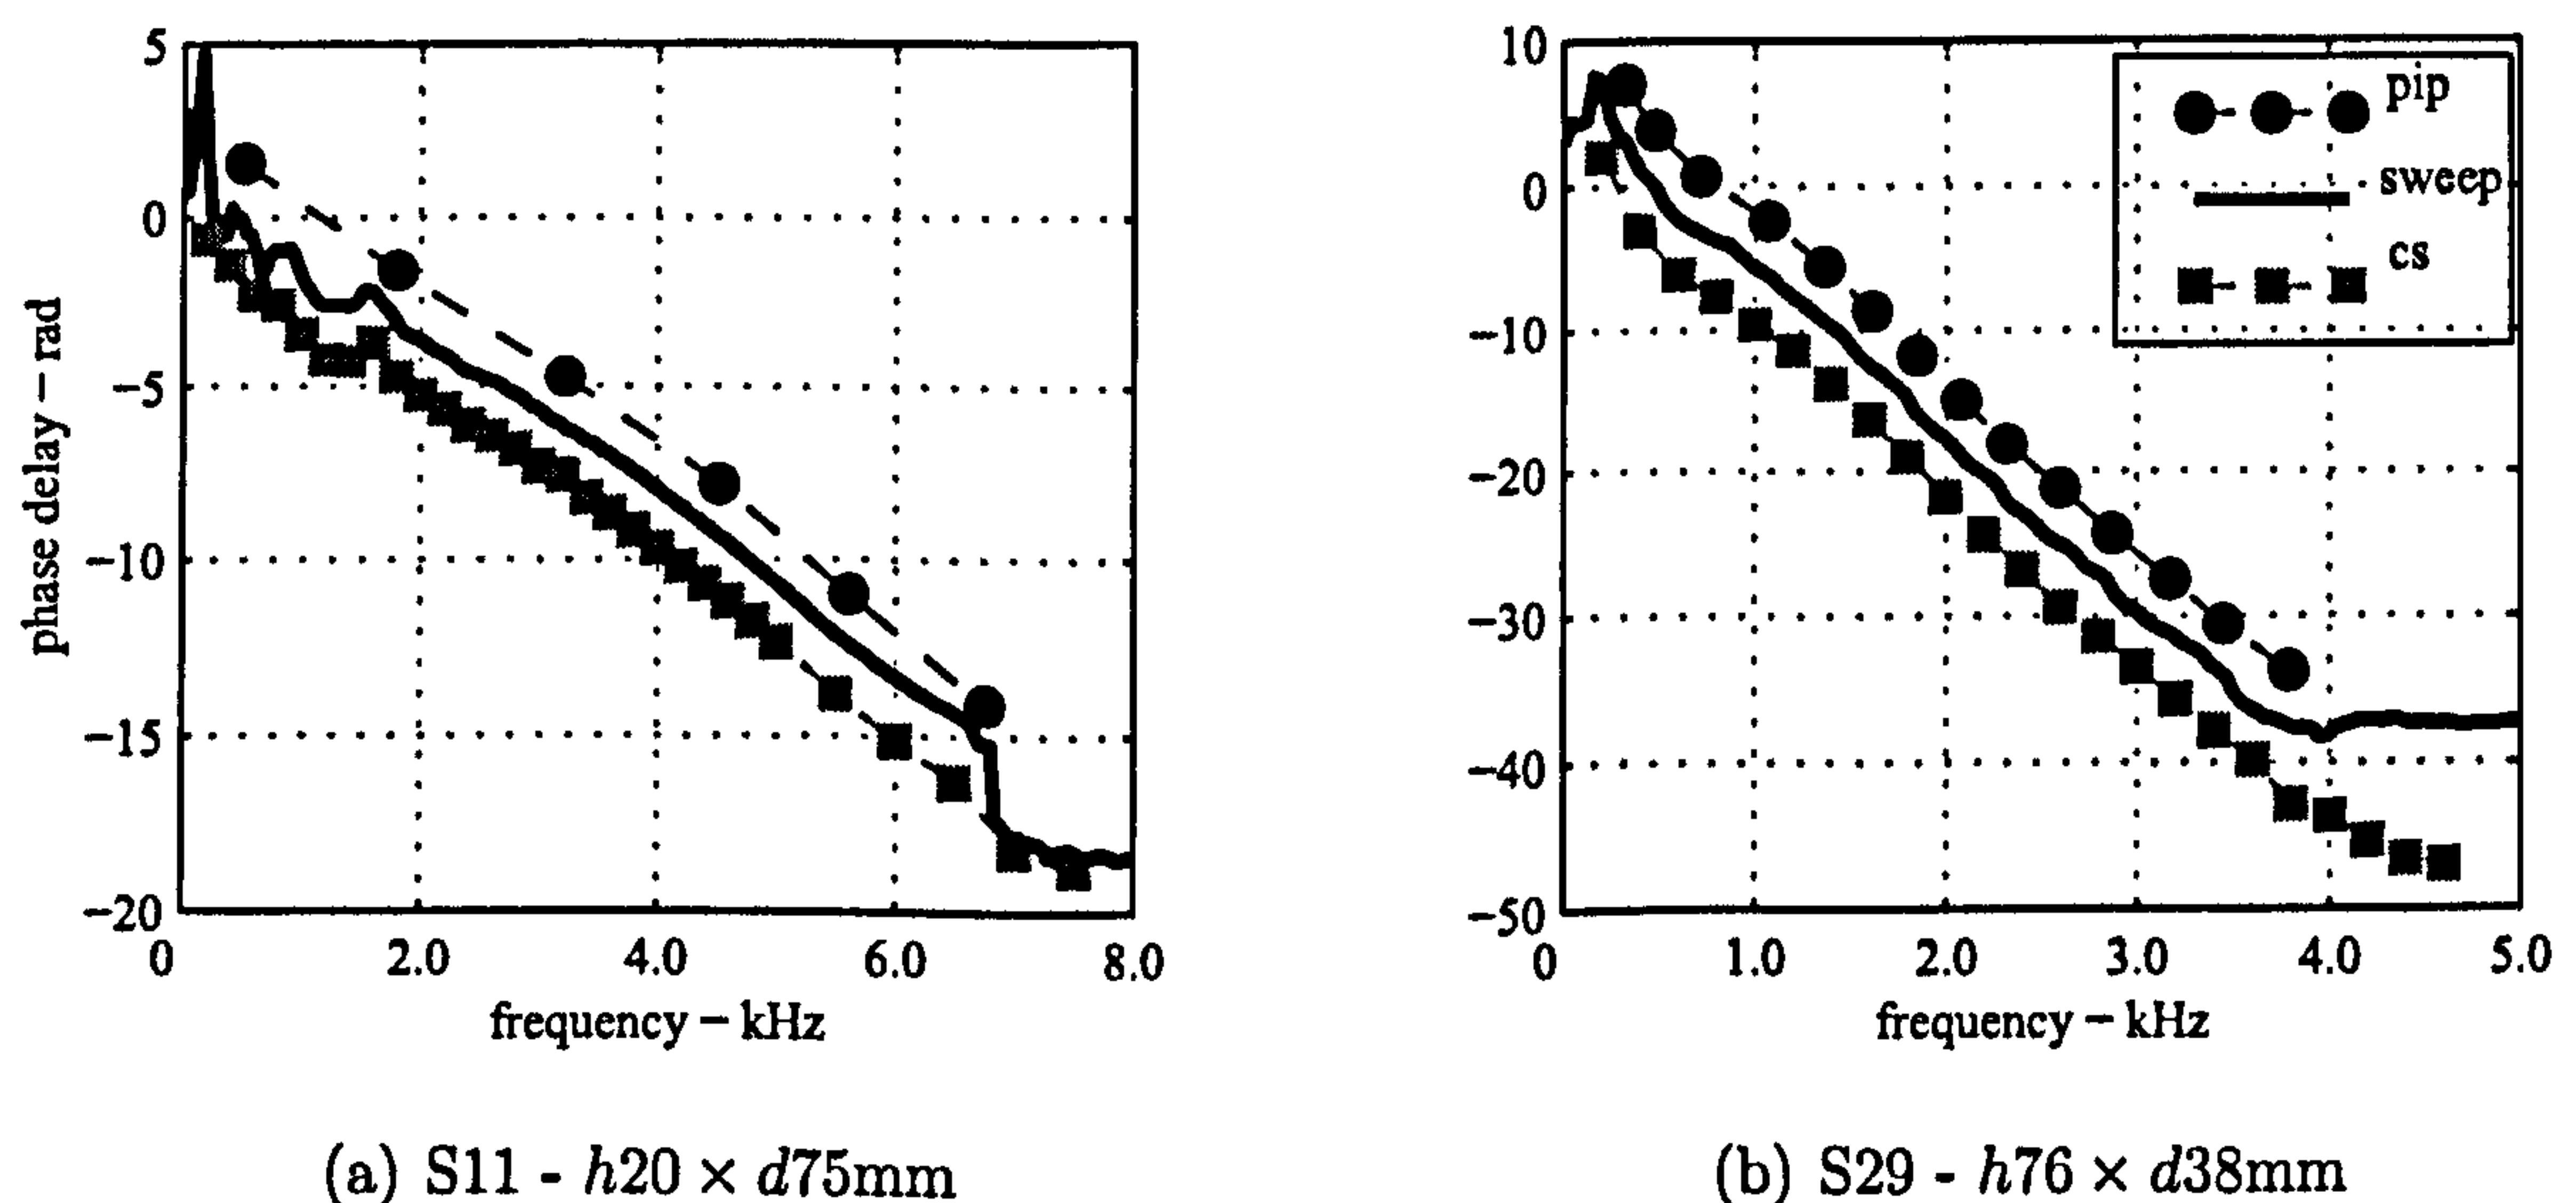 5
0
−5
−10
−15
−20
phase delay – rad
0 2.0 4.0 6.0 8.0
frequency – kHz
(a) S11 - h20 × d75mm
10
0
−10
−20
−30
−40
−50
pip
sweep
cs
0 1.0 2.0 3.0 4.0 5.0
frequency – kHz
(b) S29 - h76 × d38mm